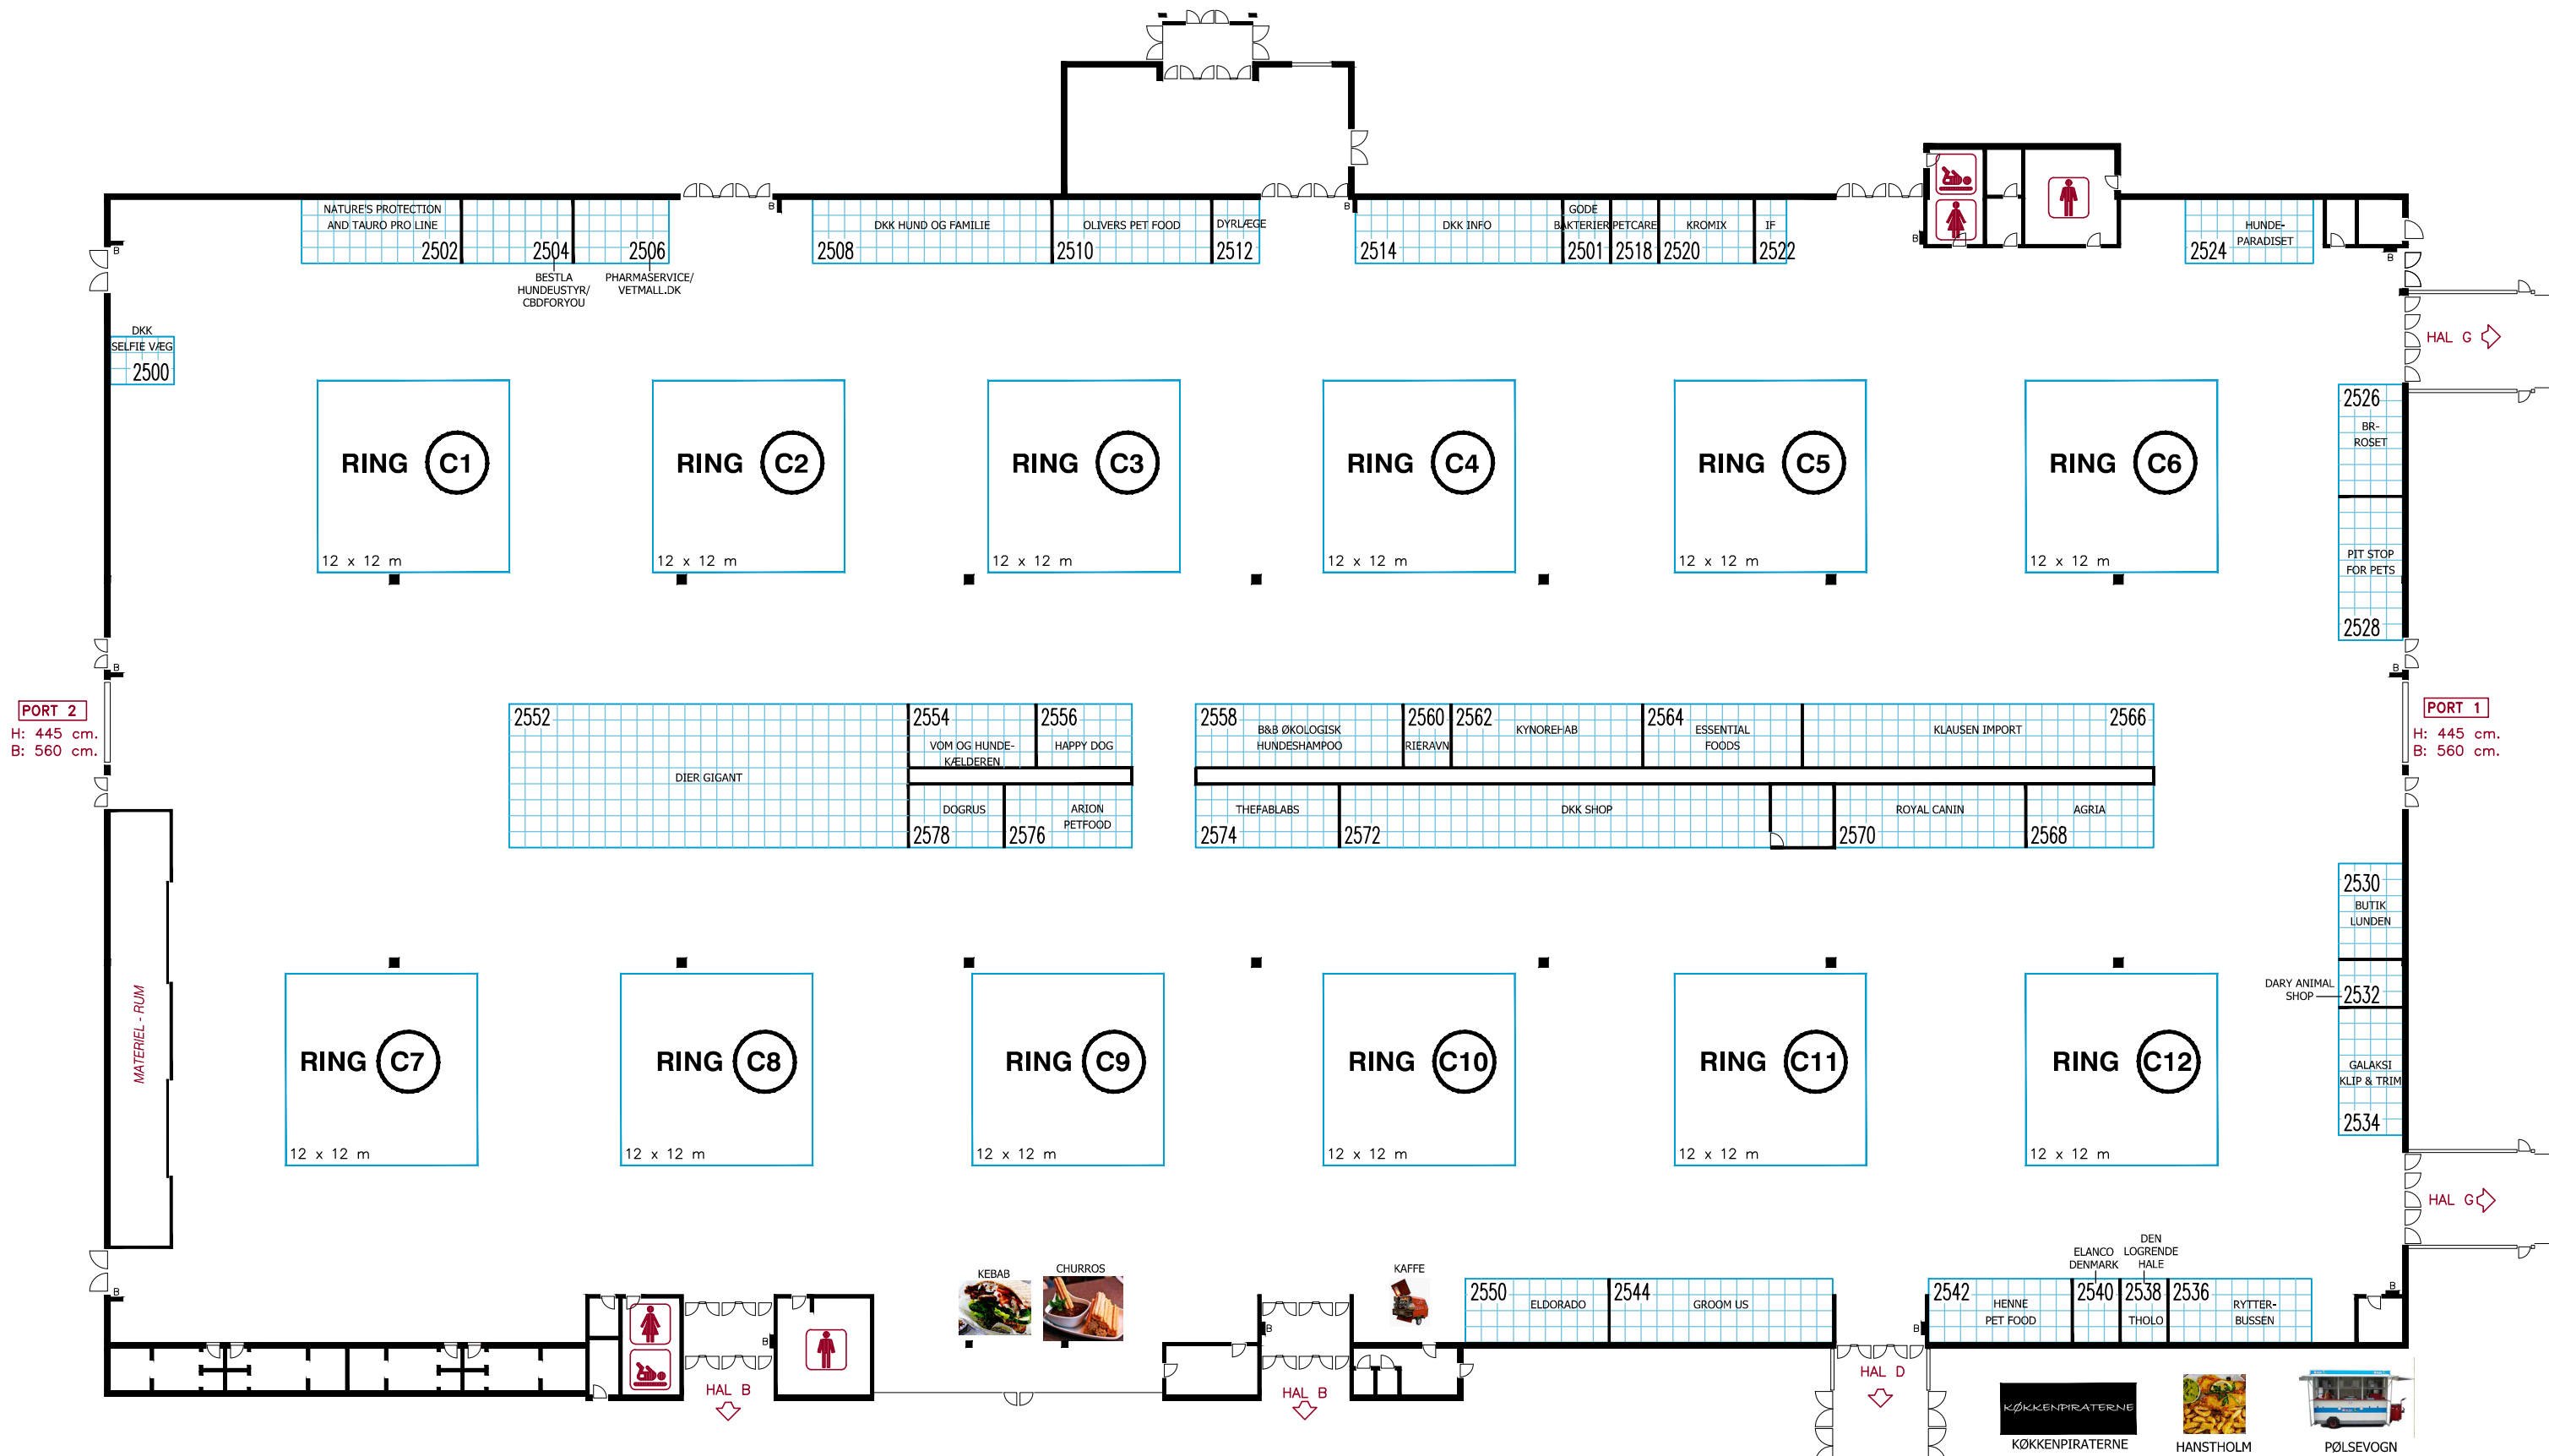 B
B
B
B
B
NATURE'S PROTECTION
AND TAURO PRO LINE
2502
2504
2506
BESTLA
HUNDEUSTYR/
CBDFORYOU
PHARMASERVICE/
VETMALL.DK
DKK HUND OG FAMILIE
2508
OLIVERS PET FOOD
2510
DYRLÆGE
2512
DKK INFO
2514
GODE
BAKTERIER
2501
PETCARE
2518
KROMIX
2520
IF
2522
HUNDE-
PARADISET
2524
DKK
SELFIE VÆG
2500
HAL G
RING C1
12 x 12 m
RING C2
12 x 12 m
RING C3
12 x 12 m
RING C4
12 x 12 m
RING C5
12 x 12 m
RING C6
12 x 12 m
2526
BR-
ROSET
PIT STOP
FOR PETS
2528
B
B
PORT 2
H: 445 cm.
B: 560 cm.
2552
DIER GIGANT
2554
VOM OG HUNDE-
KÆLDEREN
2556
HAPPY DOG
2558
B&B ØKOLOGISK
HUNDESHAMPOO
2560
RIERAVN
2562
KYNOREHAB
2564
ESSENTIAL
FOODS
2566
KLAUSEN IMPORT
PORT 1
H: 445 cm.
B: 560 cm.
DOGRUS
2578
ARION
PETFOOD
2576
THEFABLABS
2574
DKK SHOP
2572
ROYAL CANIN
2570
AGRIA
2568
2530
BUTIK
LUNDEN
DARY ANIMAL
SHOP
2532
GALAKSI
KLIP & TRIM
2534
MATERIEL - RUM
RING C7
12 x 12 m
RING C8
12 x 12 m
RING C9
12 x 12 m
RING C10
12 x 12 m
RING C11
12 x 12 m
RING C12
12 x 12 m
HAL G
B
B
B
B
B
KEBAB
CHURROS
KAFFE
2550
ELDORADO
2544
GROOM US
2542
HENNE
PET FOOD
ELANCO
DENMARK
2540
DEN
LOGRENDE
HALE
2538
THOLO
2536
RYTTER-
BUSSEN
HAL B
HAL B
HAL D
KØKKENPIRATERNE
KØKKENPIRATERNE
HANSTHOLM
PØLSEVOGN